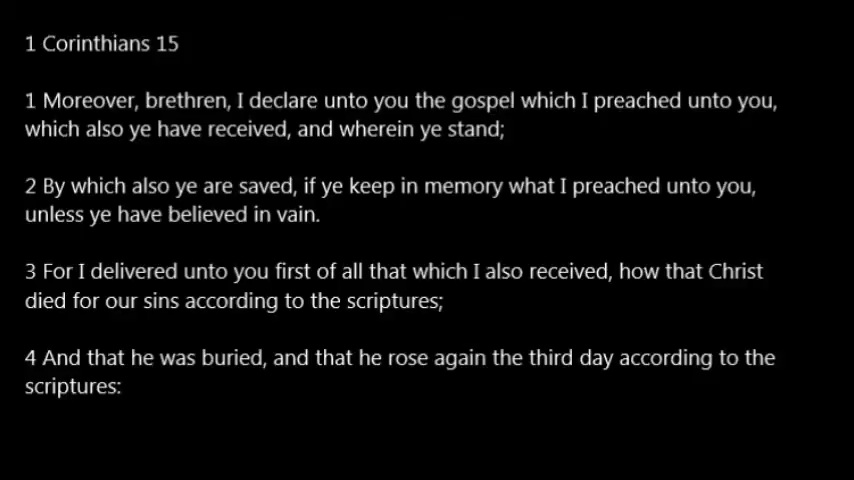 1 Corinthians 15
1 Moreover, brethren, I declare unto you the gospel which I preached unto you,
which also ye have received, and wherein ye stand;
2 By which also ye are saved, if ye keep in memory what I preached unto you,
unless ye have believed in vain.
3 For I delivered unto you first of all that which I also received, how that Christ
died for our sins according to the scriptures;
4 And that he was buried, and that he rose again the third day according to the
scriptures: